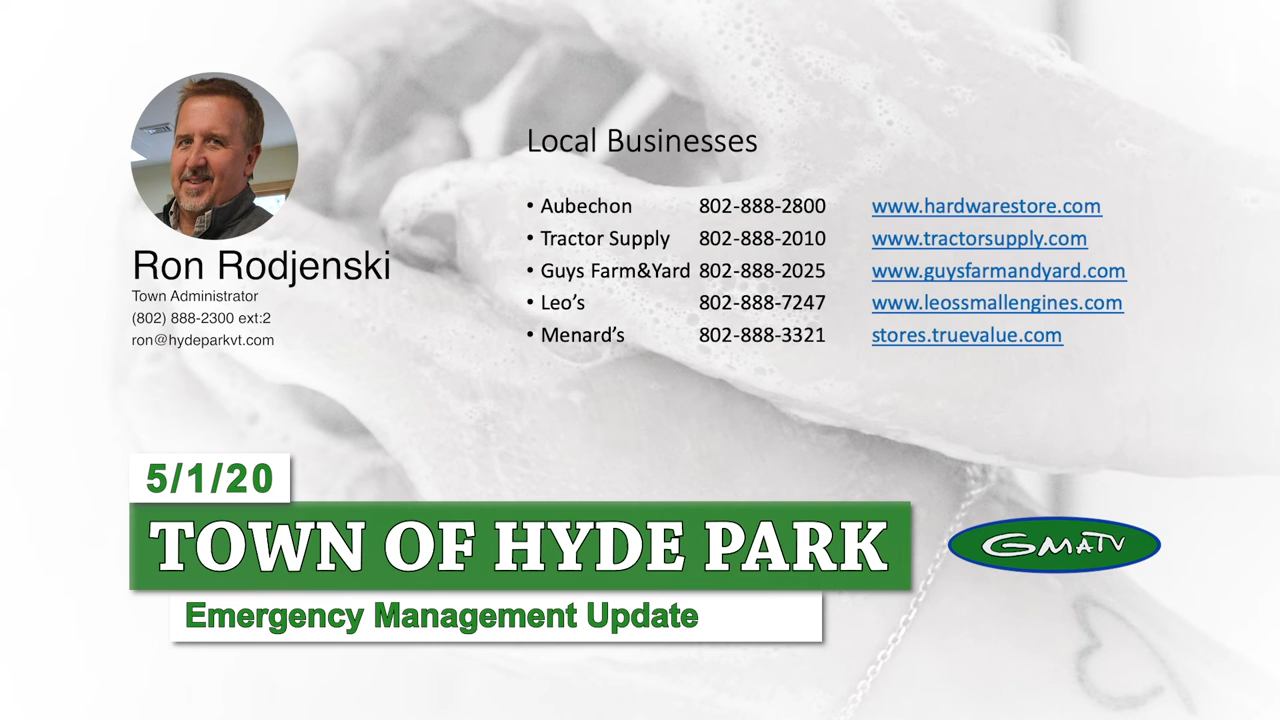 Ron Rodjenski
Town Administrator
(802) 888-2300 ext:2
ron@hydeparkvt.com
Local Businesses
• Aubechon 802-888-2800 www.hardwarestore.com
• Tractor Supply 802-888-2010 www.tractorsupply.com
• Guys Farm&Yard 802-888-2025 www.guysfarmandyard.com
• Leo's 802-888-7247 www.leossmallengines.com
• Menard's 802-888-3321 stores.truevalue.com
5/1/20
TOWN OF HYDE PARK
GMATV
Emergency Management Update